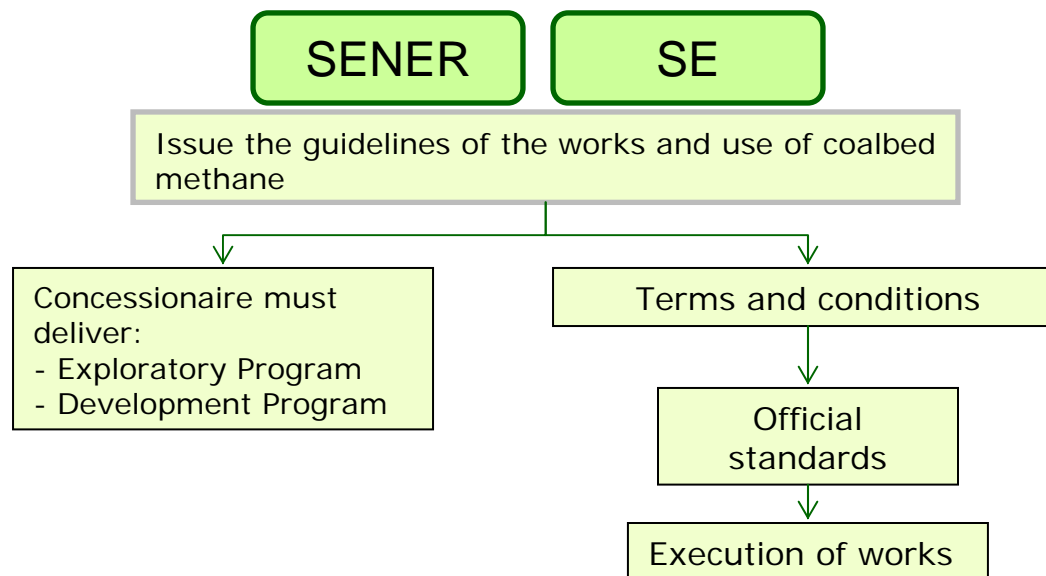 SENER SE
Issue the guidelines of the works and use of coalbed
methane
Concessionaire must
deliver:
- Exploratory Program
- Development Program
Terms and conditions
Official
standards
Execution of works